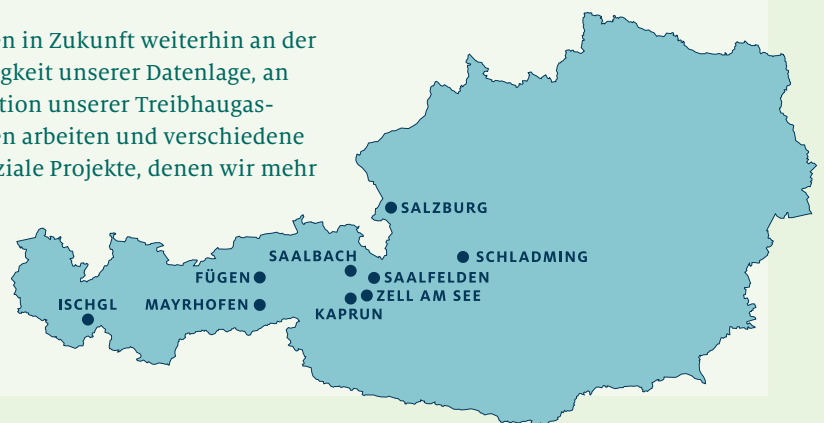 en in Zukunft weiterhin an der
gkeit unserer Datenlage, an
tion unserer Treibhaugas-
en arbeiten und verschiedene
ziale Projekte, denen wir mehr
SALZBURG
SCHLADMING
SAALBACH
FÜGEN
SAALFELDEN
ZELL AM SEE
ISCHGL
MAYRHOFEN
KAPRUN